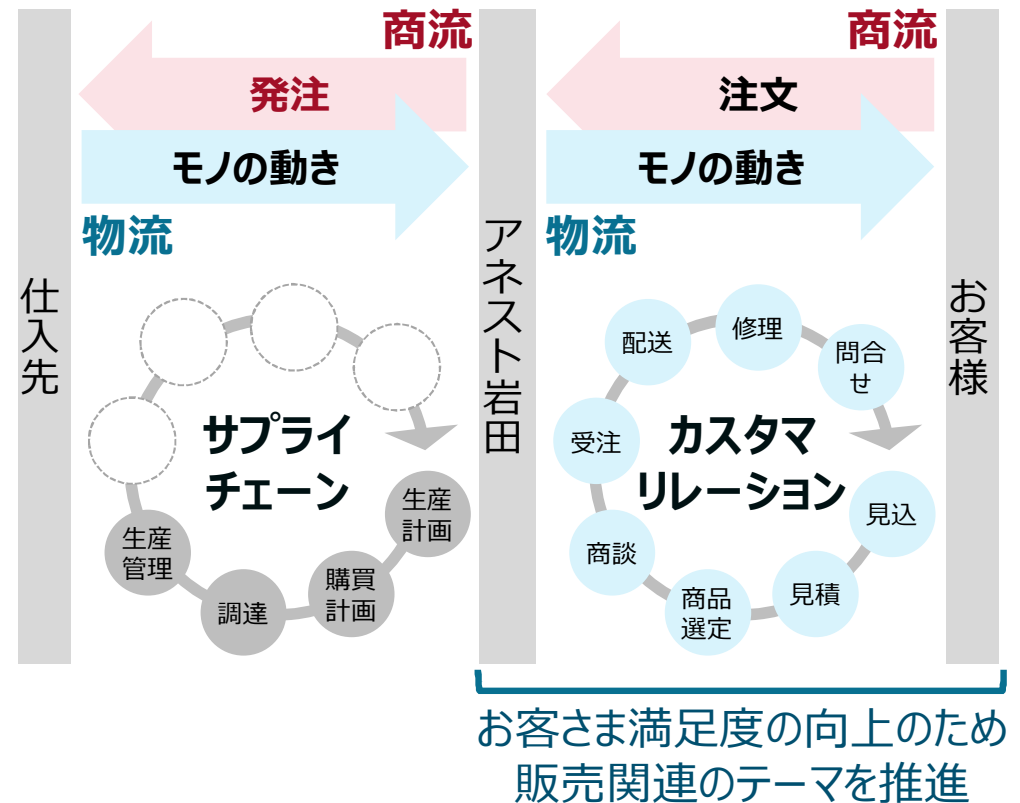 商流
発注
モノの動き
物流
商流
注文
モノの動き
物流
仕入先
アネスト岩田
お客様
サプライ
チェーン
生産
計画
購買
計画
調達
生産
管理
カスタマ
リレーション
見込
見積
商品
選定
商談
受注
配送
修理
問合
せ
お客さま満足度の向上のため
販売関連のテーマを推進